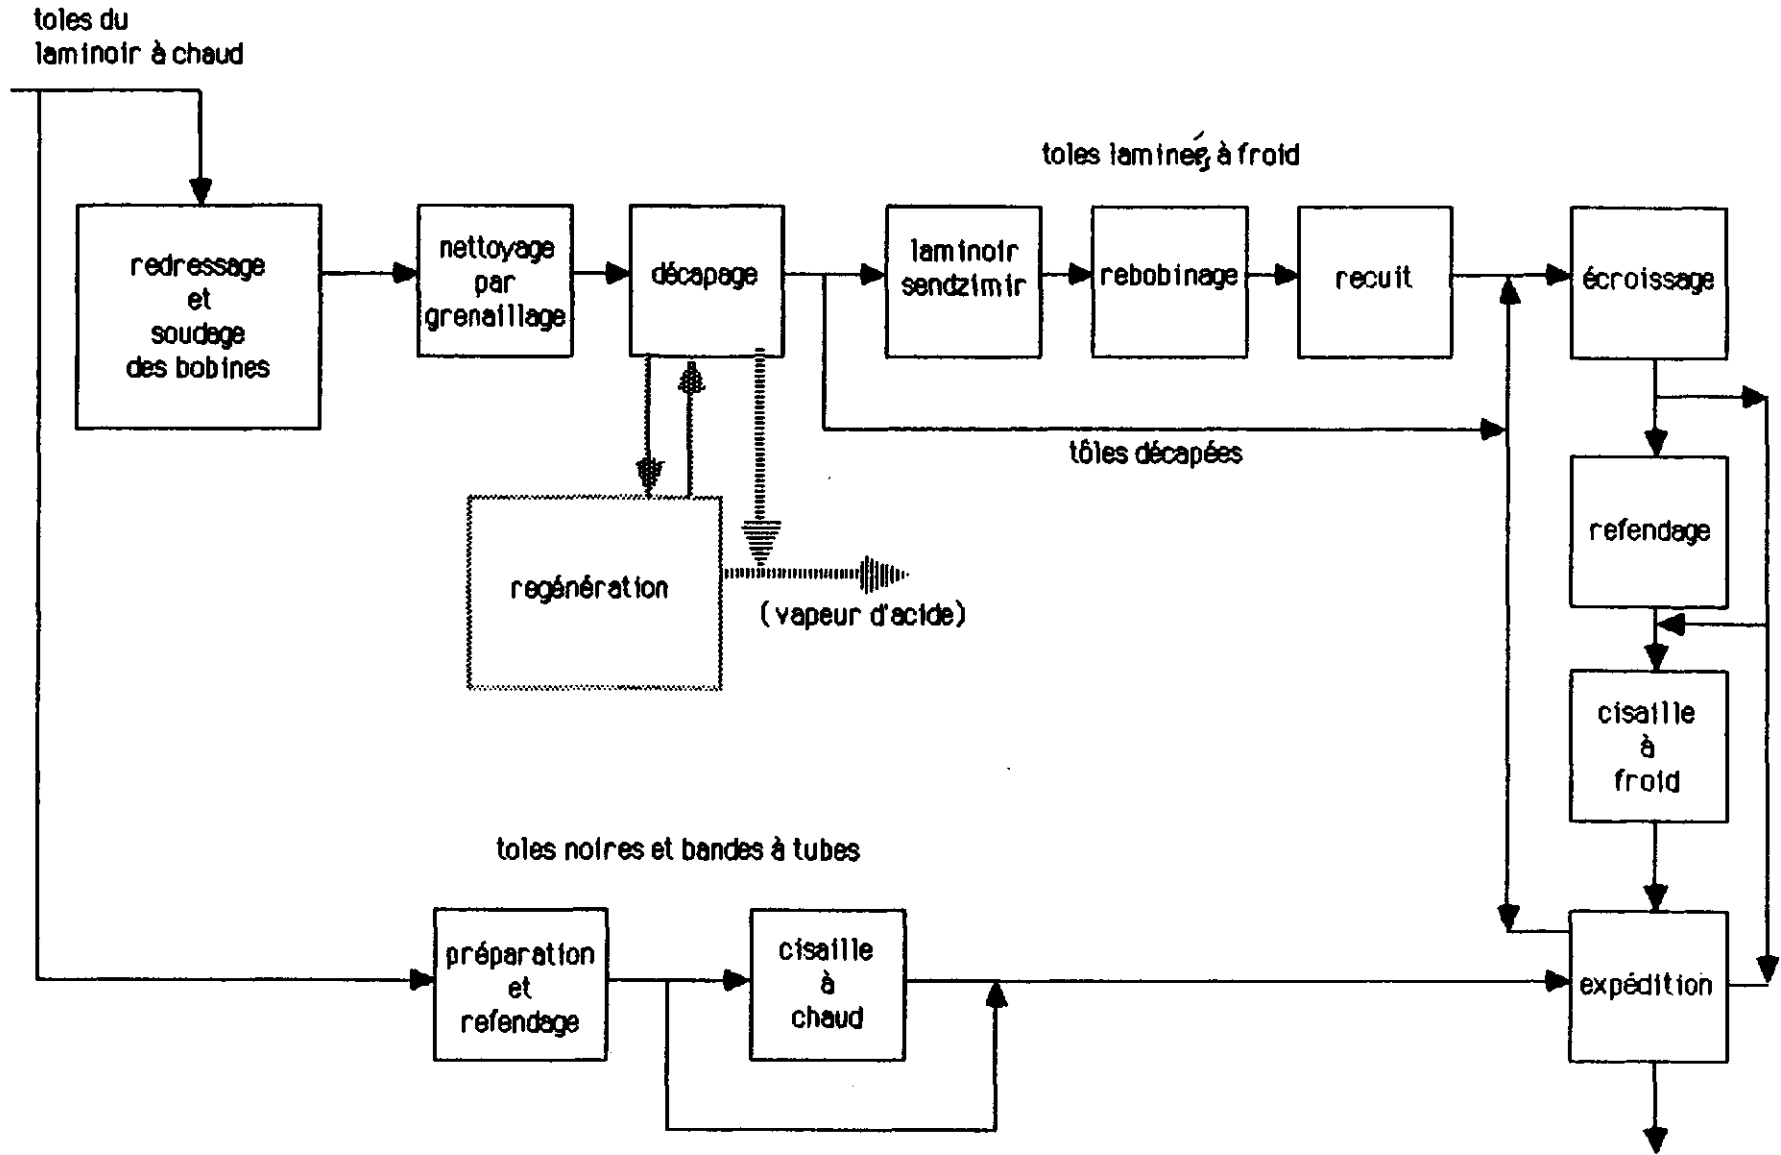 toles du
laminoir à chaud
toles laminées à froid
redressage
et
soudage
des bobines
nettoyage
par
grenaillage
décapage
laminoir
sendzimir
rebobinage
recuit
écroissage
tôles décapées
refendage
regénération
(vapeur d'acide)
cisaille
à
froid
toles noires et bandes à tubes
préparation
et
refendage
cisaille
à
chaud
expédition